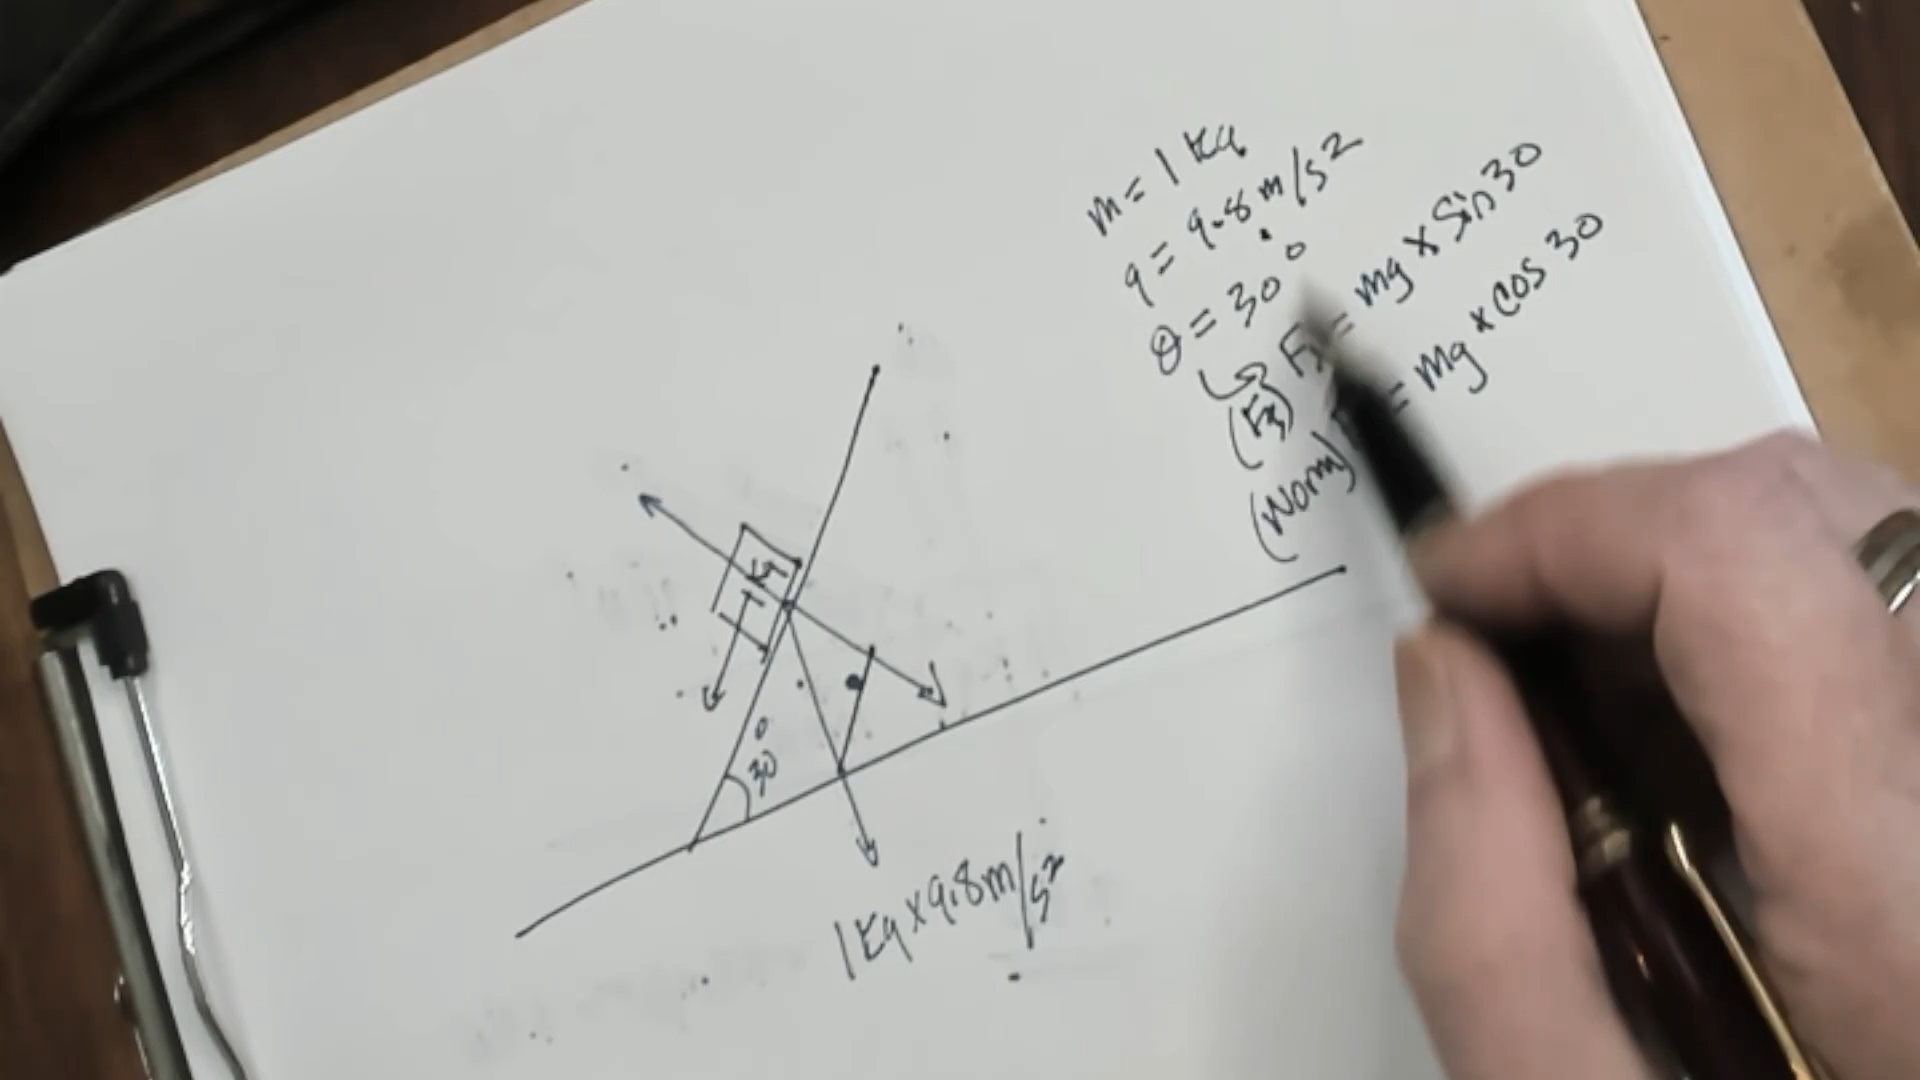 m = 1 kg
g = 9.8 m/s2
θ = 30°
= mg x Sin 30
(Norm) = mg x cos 30
kg
30°
1 kg x 9.8 m/s2